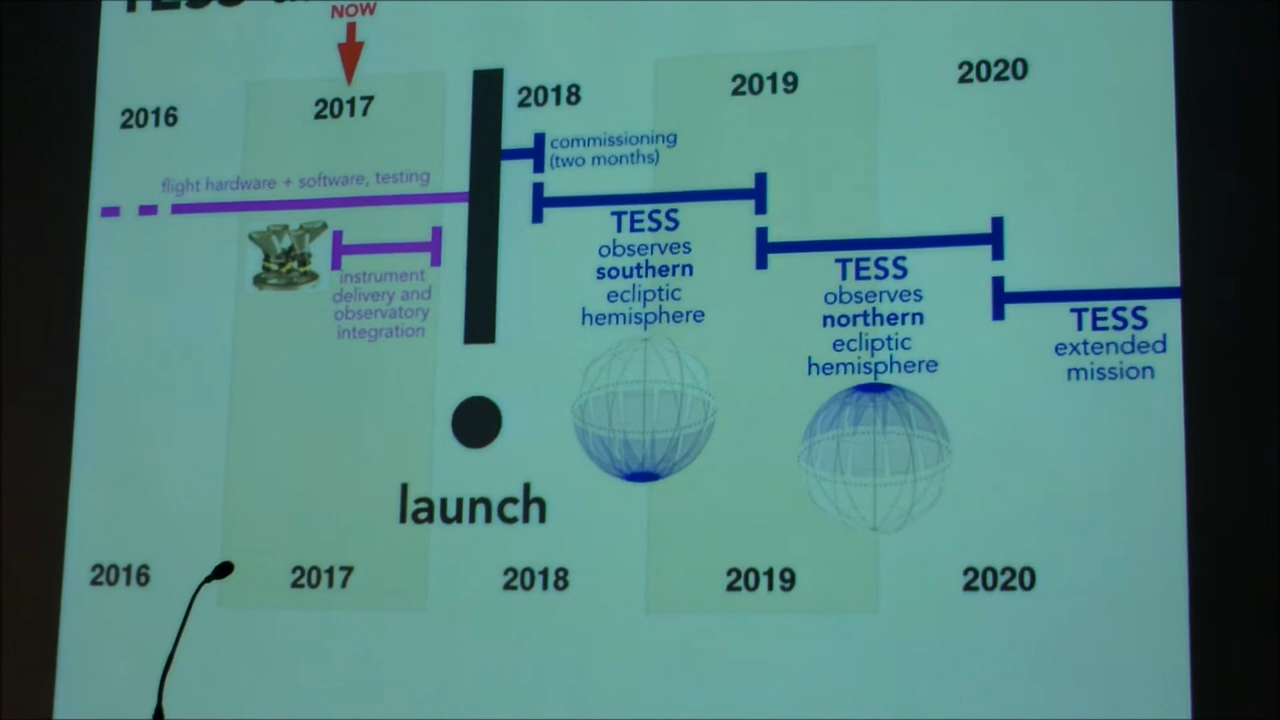 TESS
NOW
2016
2017
2018
2019
2020
commissioning
(two months)
flight hardware + software, testing
TESS
observes
southern
ecliptic
hemisphere
instrument
delivery and
observatory
integration
TESS
observes
northern
ecliptic
hemisphere
TESS
extended
mission
launch
2016
2017
2018
2019
2020